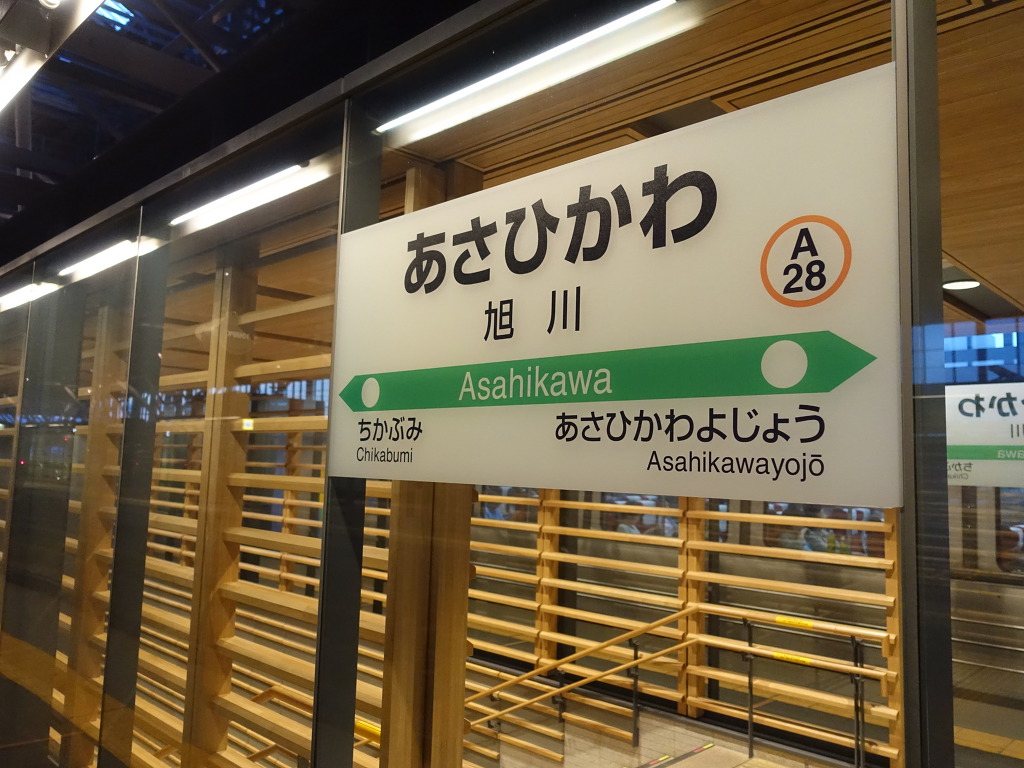 あさひかわ
旭川
A
28
Asahikawa
ちかぶみ
Chikabumi
あさひかわよじょう
Asahikawayojō